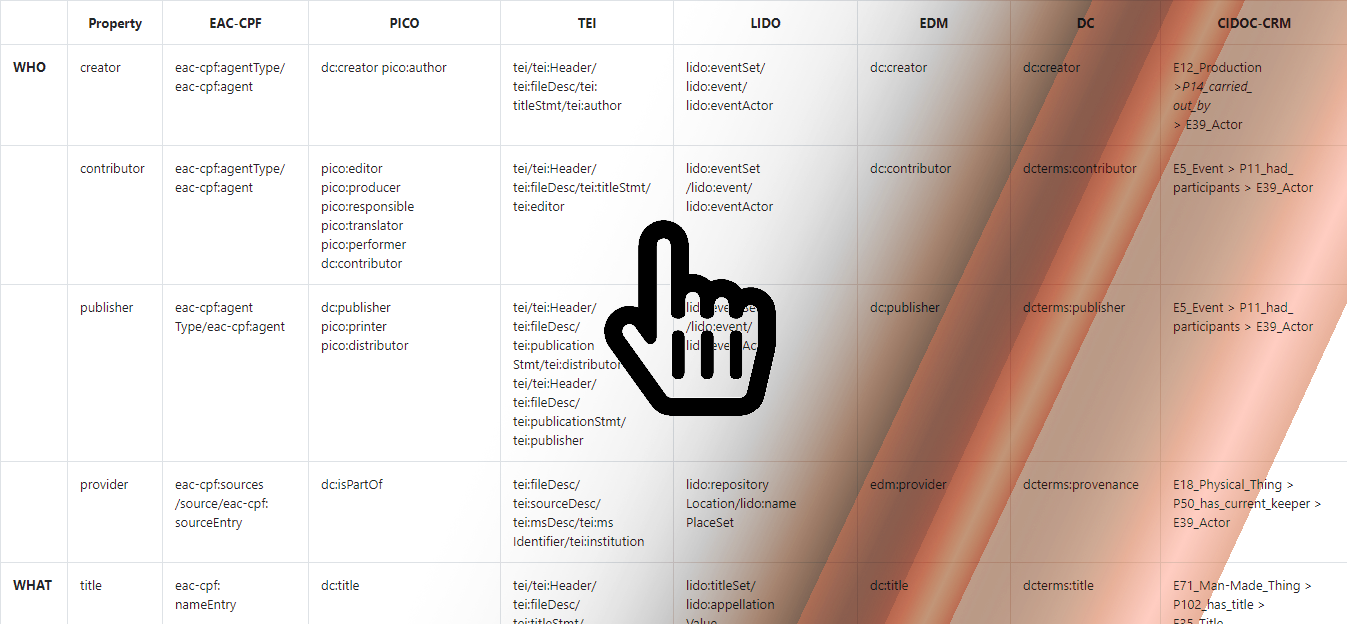 Property EAC-CPF PICO TEI LIDO EDM DC CIDOC-CRM
WHO creator
eac-cpf:agentType/
eac-cpf:agent
dc:creator pico:author
tei/tei:Header/
tei:fileDesc/tei:
titleStmt/tei:author
lido:eventSet/
lido:event/
lido:eventActor
dc:creator
dc:creator
E12_Production
>P14_carried_
out_by
> E39_Actor
contributor
eac-cpf:agentType/
eac-cpf:agent
pico:editor
pico:producer
pico:responsible
pico:translator
pico:performer
dc:contributor
tei/tei:Header/
tei:fileDesc/tei:titleStmt/
tei:editor
lido:eventSet
/lido:event/
lido:eventActor
dc:contributor
dcterms:contributor
E5_Event > P11_had_
participants > E39_Actor
publisher
eac-cpf:agent
Type/eac-cpf:agent
dc:publisher
pico:printer
pico:distributor
tei/tei:Header/
tei:fileDesc/
tei:publication
Stmt/tei:distributor
tei/tei:Header/
tei:fileDesc/
tei:publicationStmt/
tei:publisher
/lido:event/
dc:publisher
dcterms:publisher
E5_Event > P11_had_
participants > E39_Actor
provider
eac-cpf:sources
/source/eac-cpf:
sourceEntry
dc:isPartOf
tei:fileDesc/
tei:sourceDesc/
tei:msDesc/tei:ms
Identifier/tei:institution
lido:repository
Location/lido:name
PlaceSet
edm:provider
dcterms:provenance
E18_Physical_Thing >
P50_has_current_keeper >
E39_Actor
WHAT title
eac-cpf:
nameEntry
dc:title
tei/tei:Header/
tei:fileDesc/
tei:titleStmt/
lido:titleSet/
lido:appellation
Value
dc:title
dcterms:title
E71_Man-Made_Thing >
P102_has_title >
E35_Title